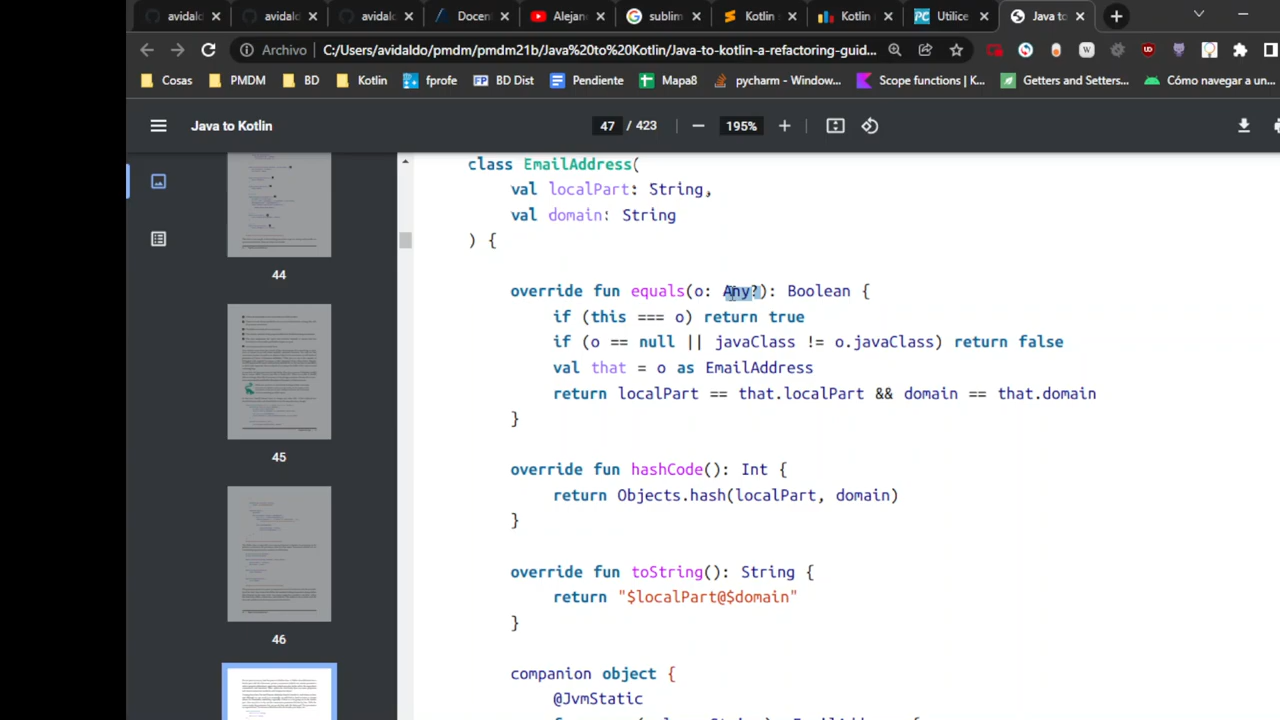 avidald
avidald
avidald
Docen
Alejan
sublim
Kotlin
Kotlin
Utilice
Java to
Archivo
C:/Users/avidaldo/pmdm/pmdm21b/Java%20to%20Kotlin/Java-to-kotlin-a-refactoring-guid...
Cosas
PMDM
BD
Kotlin
fprofe
BD Dist
Pendiente
Mapa8
pycharm - Window...
Scope functions | K...
Getters and Setters...
Cómo navegar a un...
Java to Kotlin
47 / 423
195%
44
45
46
class EmailAddress(
val localPart: String,
val domain: String
) {
override fun equals(o: Any?): Boolean {
if (this === o) return true
if (o == null || javaClass != o.javaClass) return false
val that = o as EmailAddress
return localPart == that.localPart && domain == that.domain
}
override fun hashCode(): Int {
return Objects.hash(localPart, domain)
}
override fun toString(): String {
return "$localPart@$domain"
}
companion object {
@JvmStatic